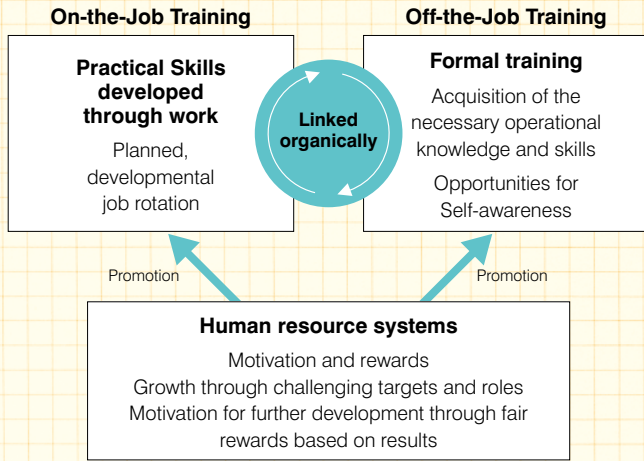 On-the-Job Training
Off-the-Job Training
Practical Skills
developed
through work
Planned,
developmental
job rotation
Linked
organically
Formal training
Acquisition of the
necessary operational
knowledge and skills
Opportunities for
Self-awareness
Promotion
Promotion
Human resource systems
Motivation and rewards
Growth through challenging targets and roles
Motivation for further development through fair
rewards based on results